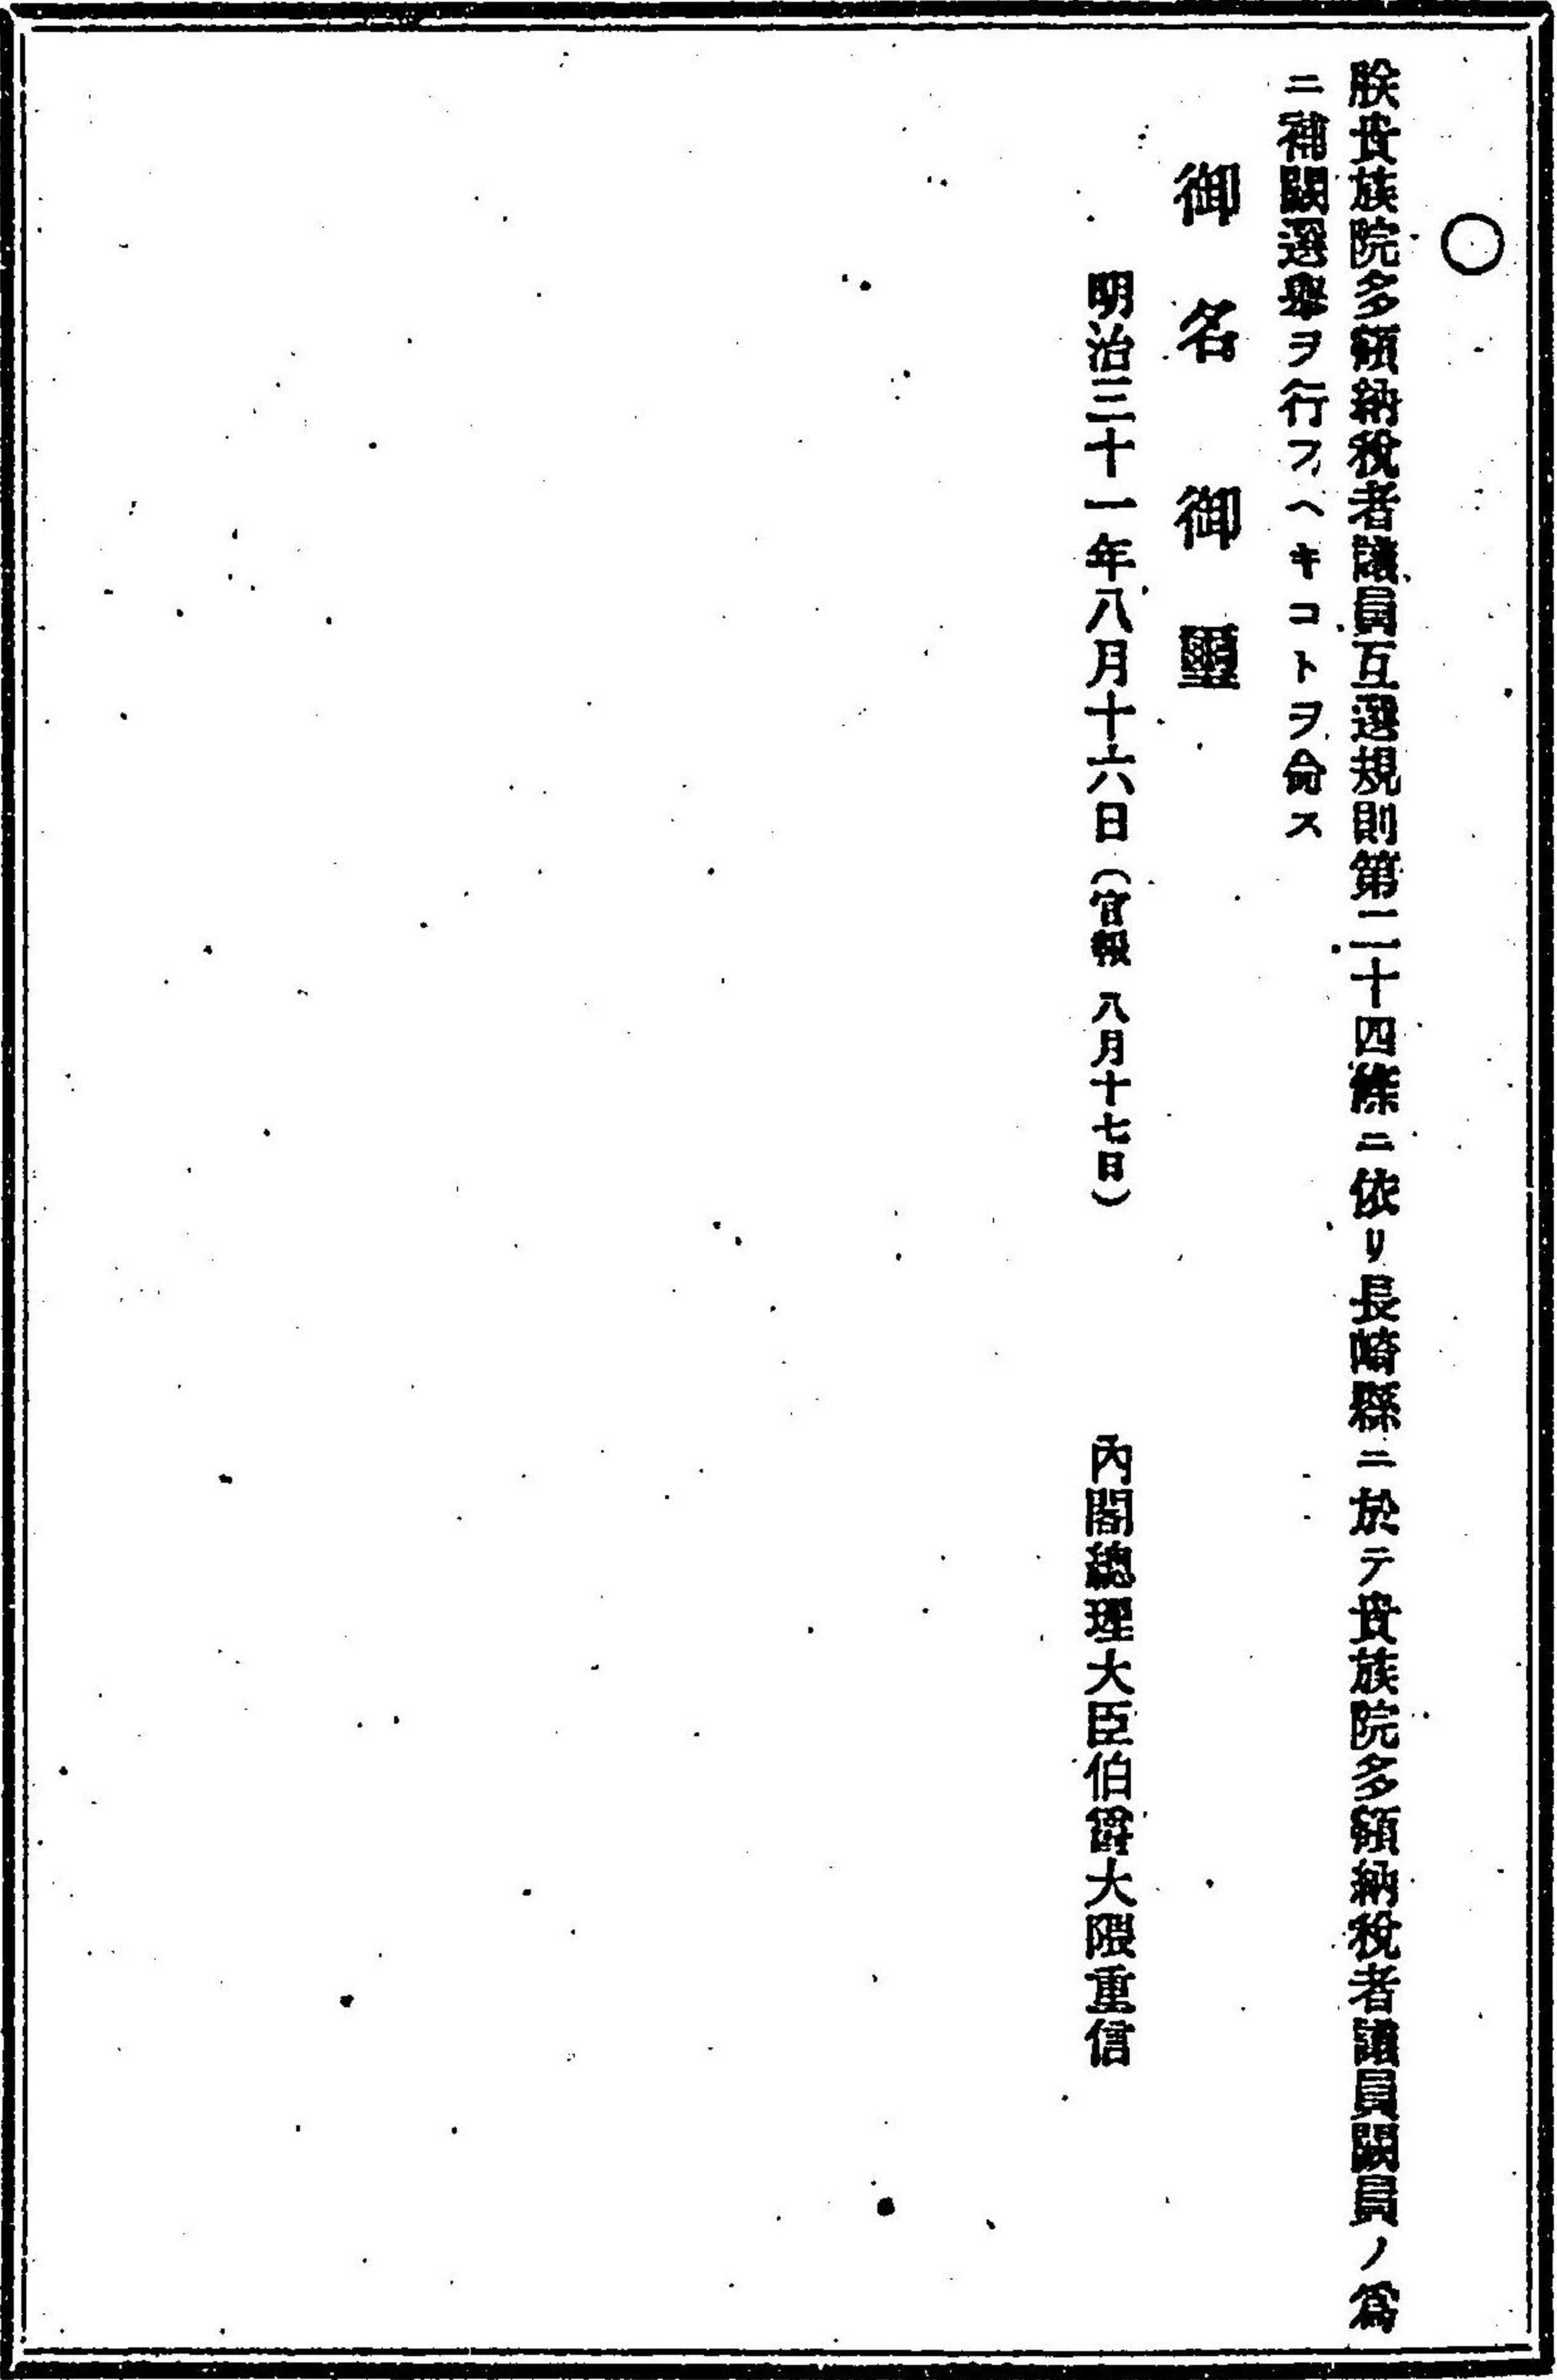 ○
朕貴族院多額納稅者議員互選規則第二十四條ニ依リ長崎縣ニ於テ貴族院多額納稅者議員闕員ノ爲
ニ補闕選擧ヲ行フヘキコトヲ命ス
御名御璽
明治三十一年八月十六日（官報 八月十七日）
內閣總理大臣伯爵大隈重信